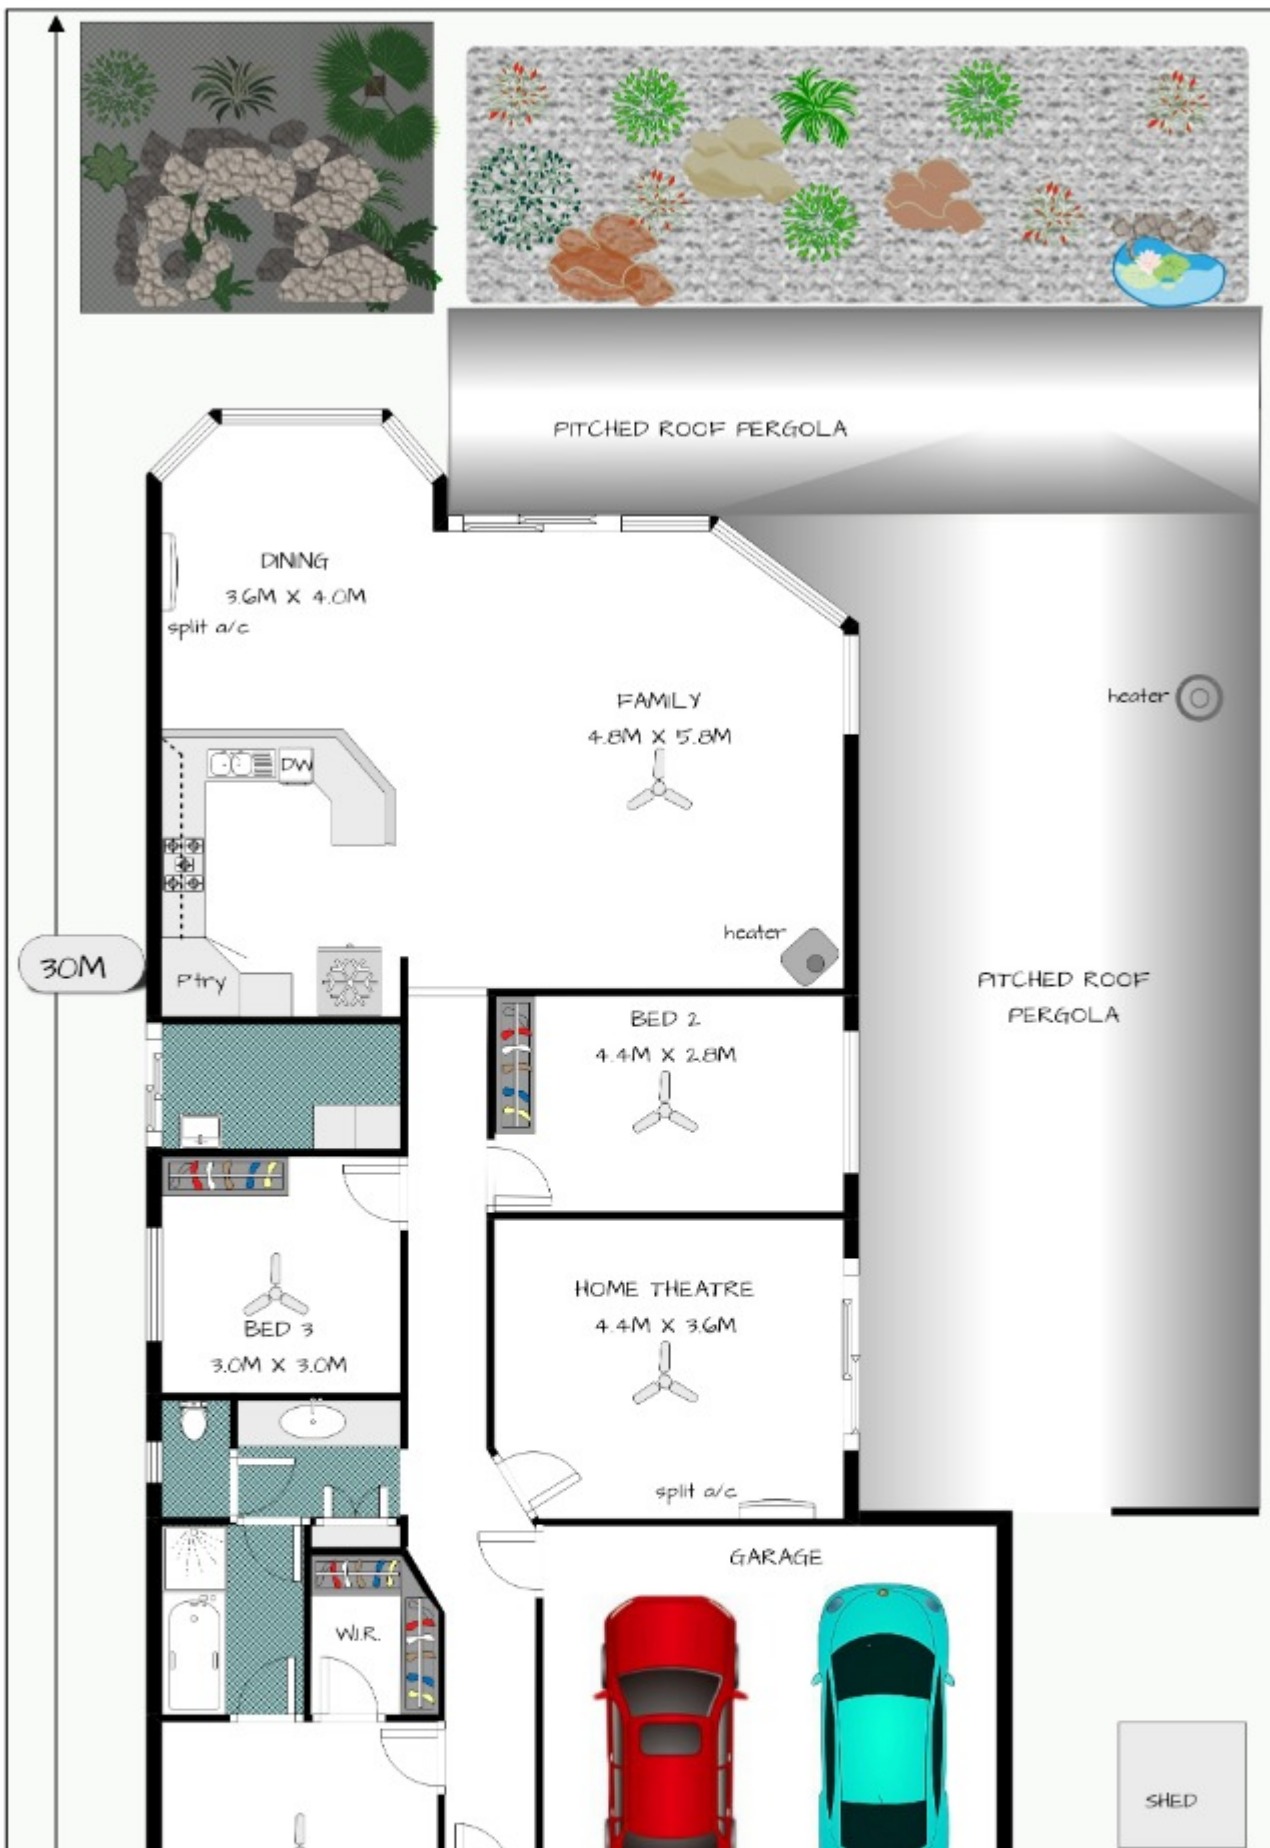 PITCHED ROOF PERGOLA
DINING
3.6M X 4.0M
split a/c
FAMILY
4.8M X 5.8M
heater
DW
heater
30M
Ptry
PITCHED ROOF
PERGOLA
BED 2
4.4M X 2.8M
HOME THEATRE
4.4M X 3.6M
BED 3
3.0M X 3.0M
split a/c
GARAGE
W.I.R.
SHED